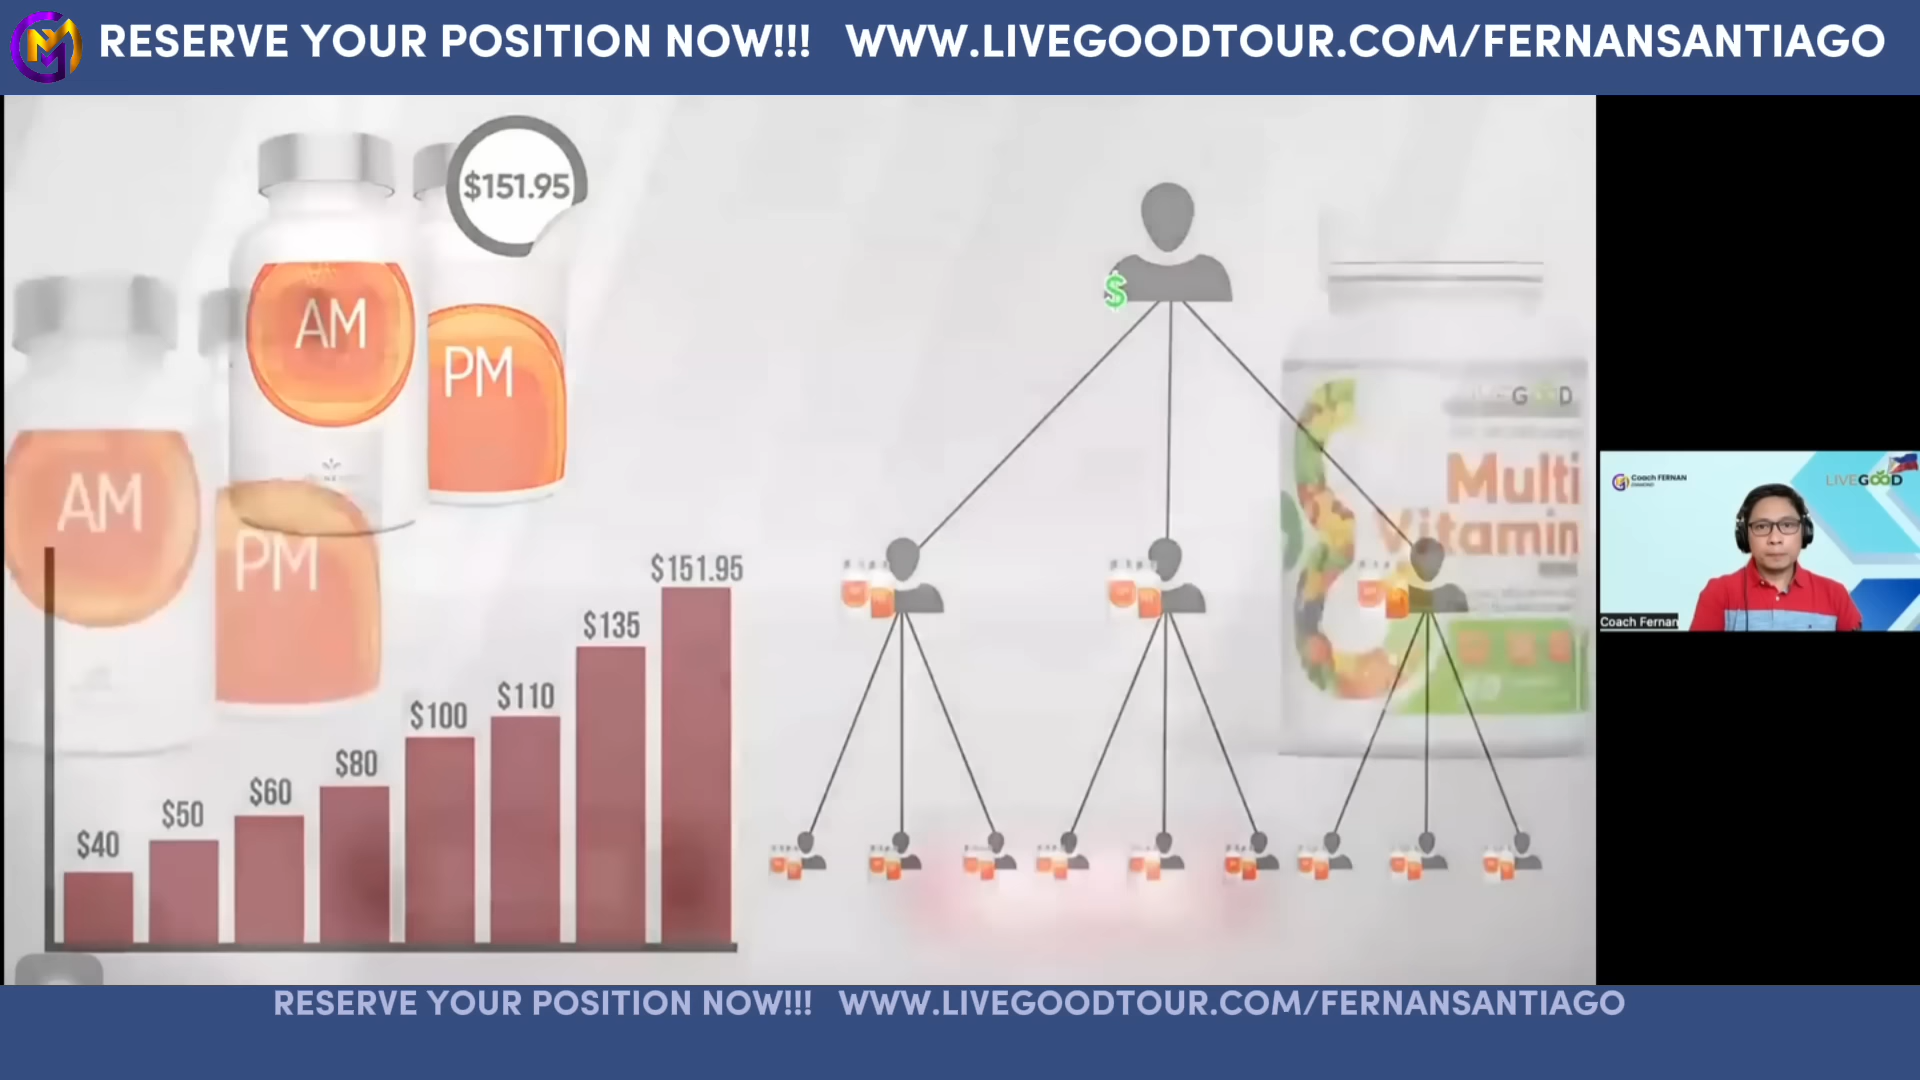 RESERVE YOUR POSITION NOW!!! WWW.LIVEGOODTOUR.COM/FERNANSANTIAGO
$151.95
AM
PM
AM
PM
$40
$50
$60
$80
$100
$110
$135
$151.95
$
LIVEGOOD
Multi
Vitamin
Coach FERNAN
LIVEGOOD
Coach Fernan
RESERVE YOUR POSITION NOW!!! WWW.LIVEGOODTOUR.COM/FERNANSANTIAGO